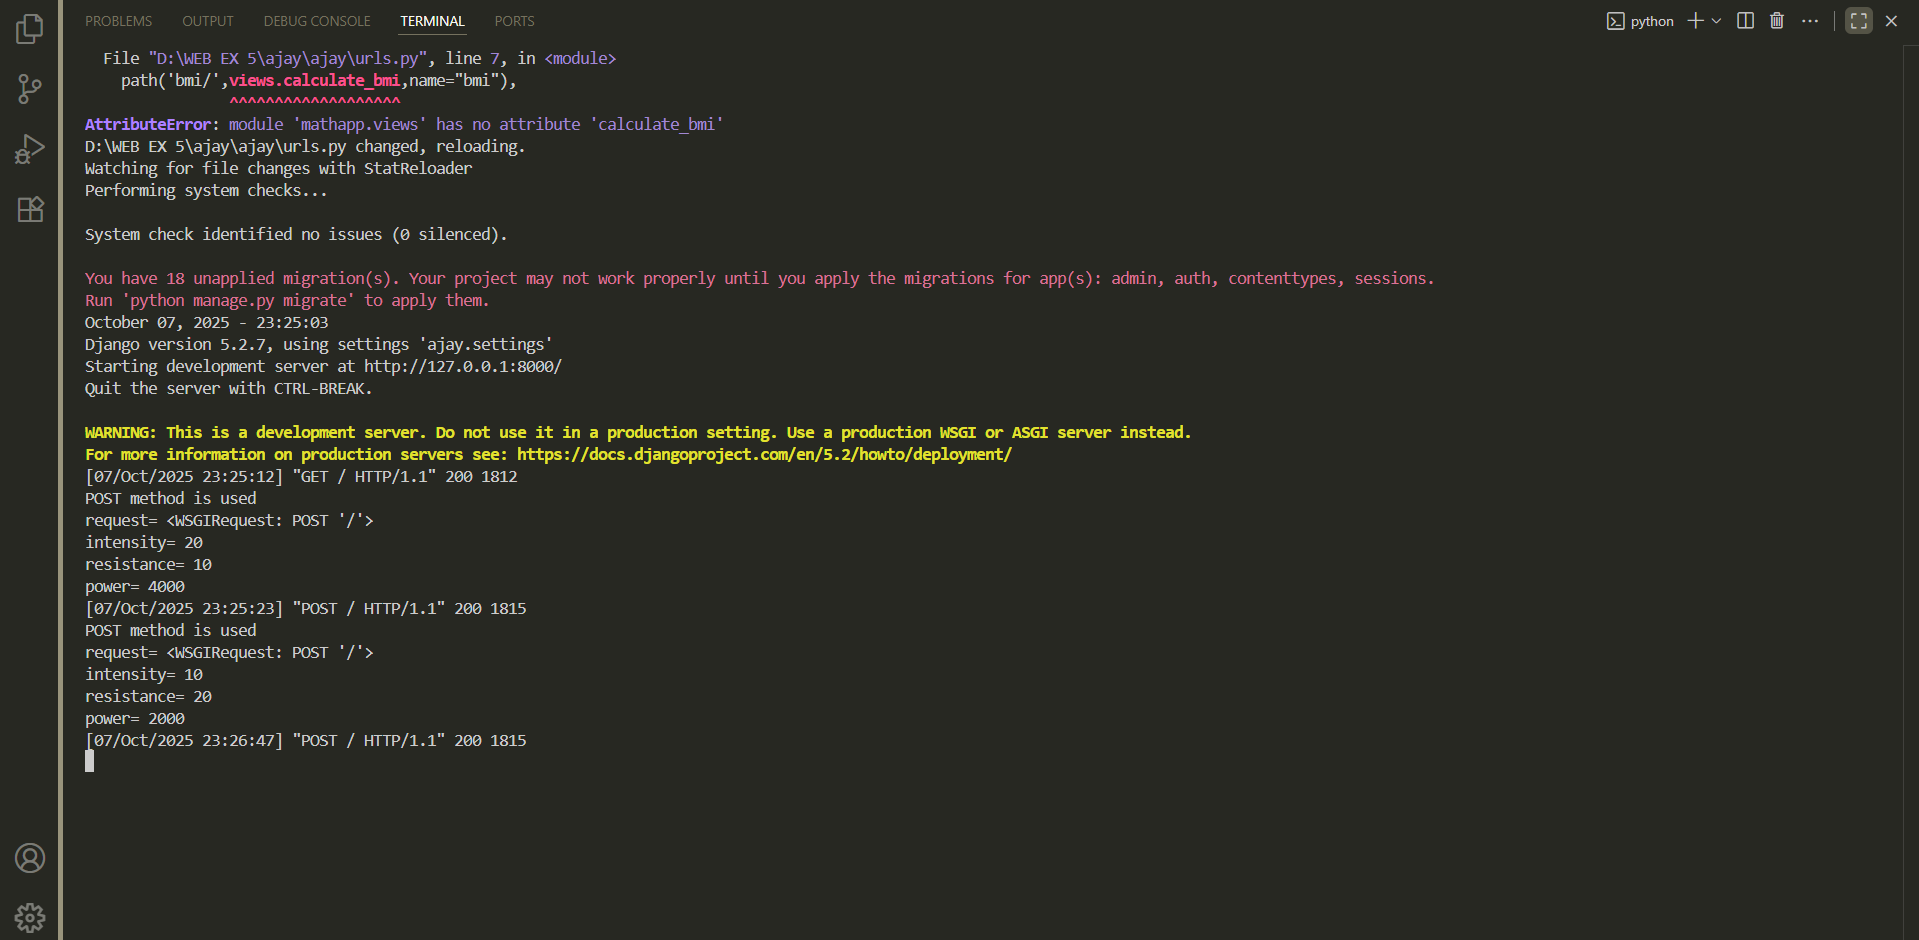 PROBLEMS OUTPUT DEBUG CONSOLE TERMINAL PORTS python
File "D:\WEB EX 5\ajay\ajay\urls.py", line 7, in <module>
path('bmi/',views.calculate_bmi,name="bmi"),
^^^^^^^^^^^^^^^^^^^
AttributeError: module 'mathapp.views' has no attribute 'calculate_bmi'
D:\WEB EX 5\ajay\ajay\urls.py changed, reloading.
Watching for file changes with StatReloader
Performing system checks...
System check identified no issues (0 silenced).
You have 18 unapplied migration(s). Your project may not work properly until you apply the migrations for app(s): admin, auth, contenttypes, sessions.
Run 'python manage.py migrate' to apply them.
October 07, 2025 - 23:25:03
Django version 5.2.7, using settings 'ajay.settings'
Starting development server at http://127.0.0.1:8000/
Quit the server with CTRL-BREAK.
WARNING: This is a development server. Do not use it in a production setting. Use a production WSGI or ASGI server instead.
For more information on production servers see: https://docs.djangoproject.com/en/5.2/howto/deployment/
[07/Oct/2025 23:25:12] "GET / HTTP/1.1" 200 1812
POST method is used
request= <WSGIRequest: POST '/'>
intensity= 20
resistance= 10
power= 4000
[07/Oct/2025 23:25:23] "POST / HTTP/1.1" 200 1815
POST method is used
request= <WSGIRequest: POST '/'>
intensity= 10
resistance= 20
power= 2000
[07/Oct/2025 23:26:47] "POST / HTTP/1.1" 200 1815